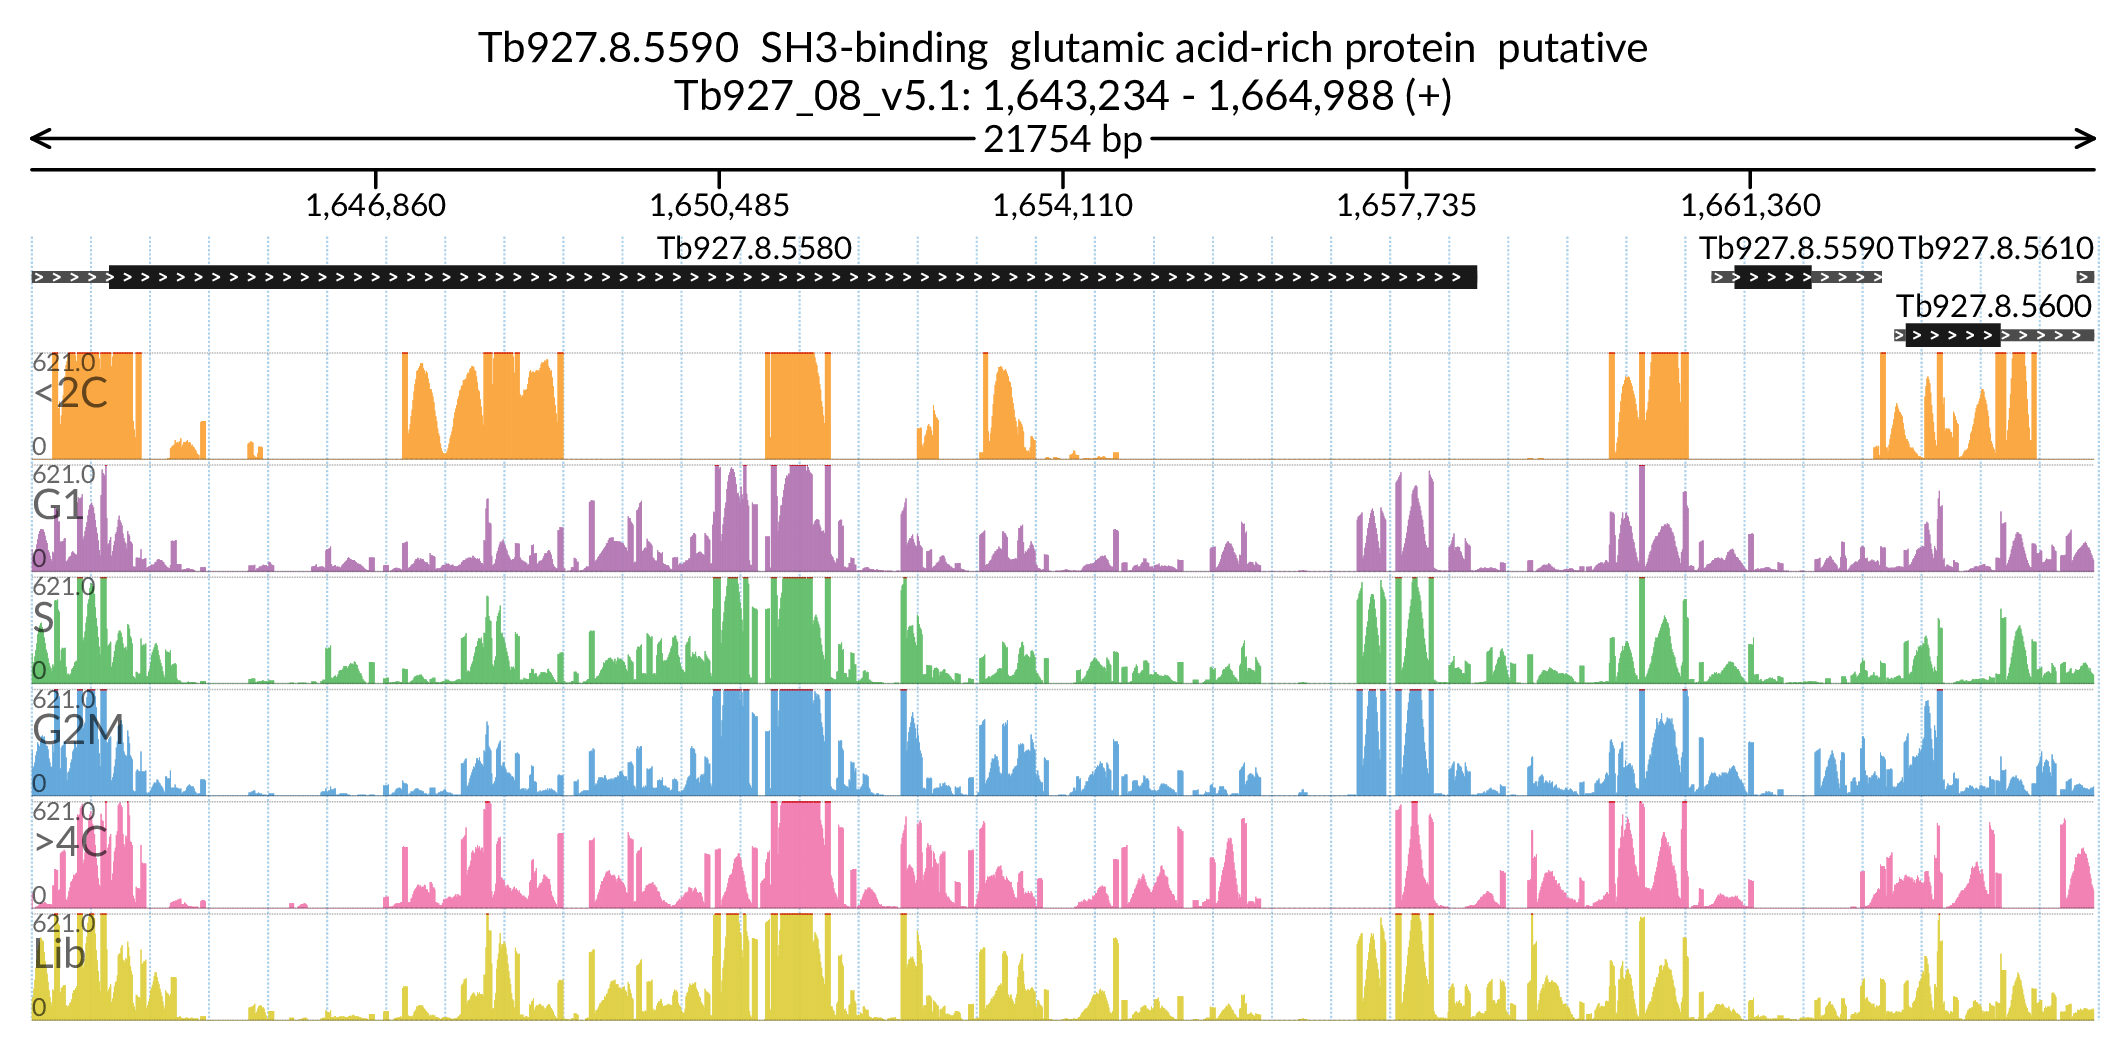 Tb927.8.5590  SH3-binding  glutamic acid-rich protein  putative
Tb927_08_v5.1: 1,643,234 - 1,664,988 (+)
21754 bp
1,646,860 1,650,485 1,654,110 1,657,735 1,661,360
Tb927.8.5580 Tb927.8.5590 Tb927.8.5610
Tb927.8.5600
621.0
<2C
0
621.0
G1
0
621.0
S
0
621.0
G2M
0
621.0
>4C
0
621.0
Lib
0